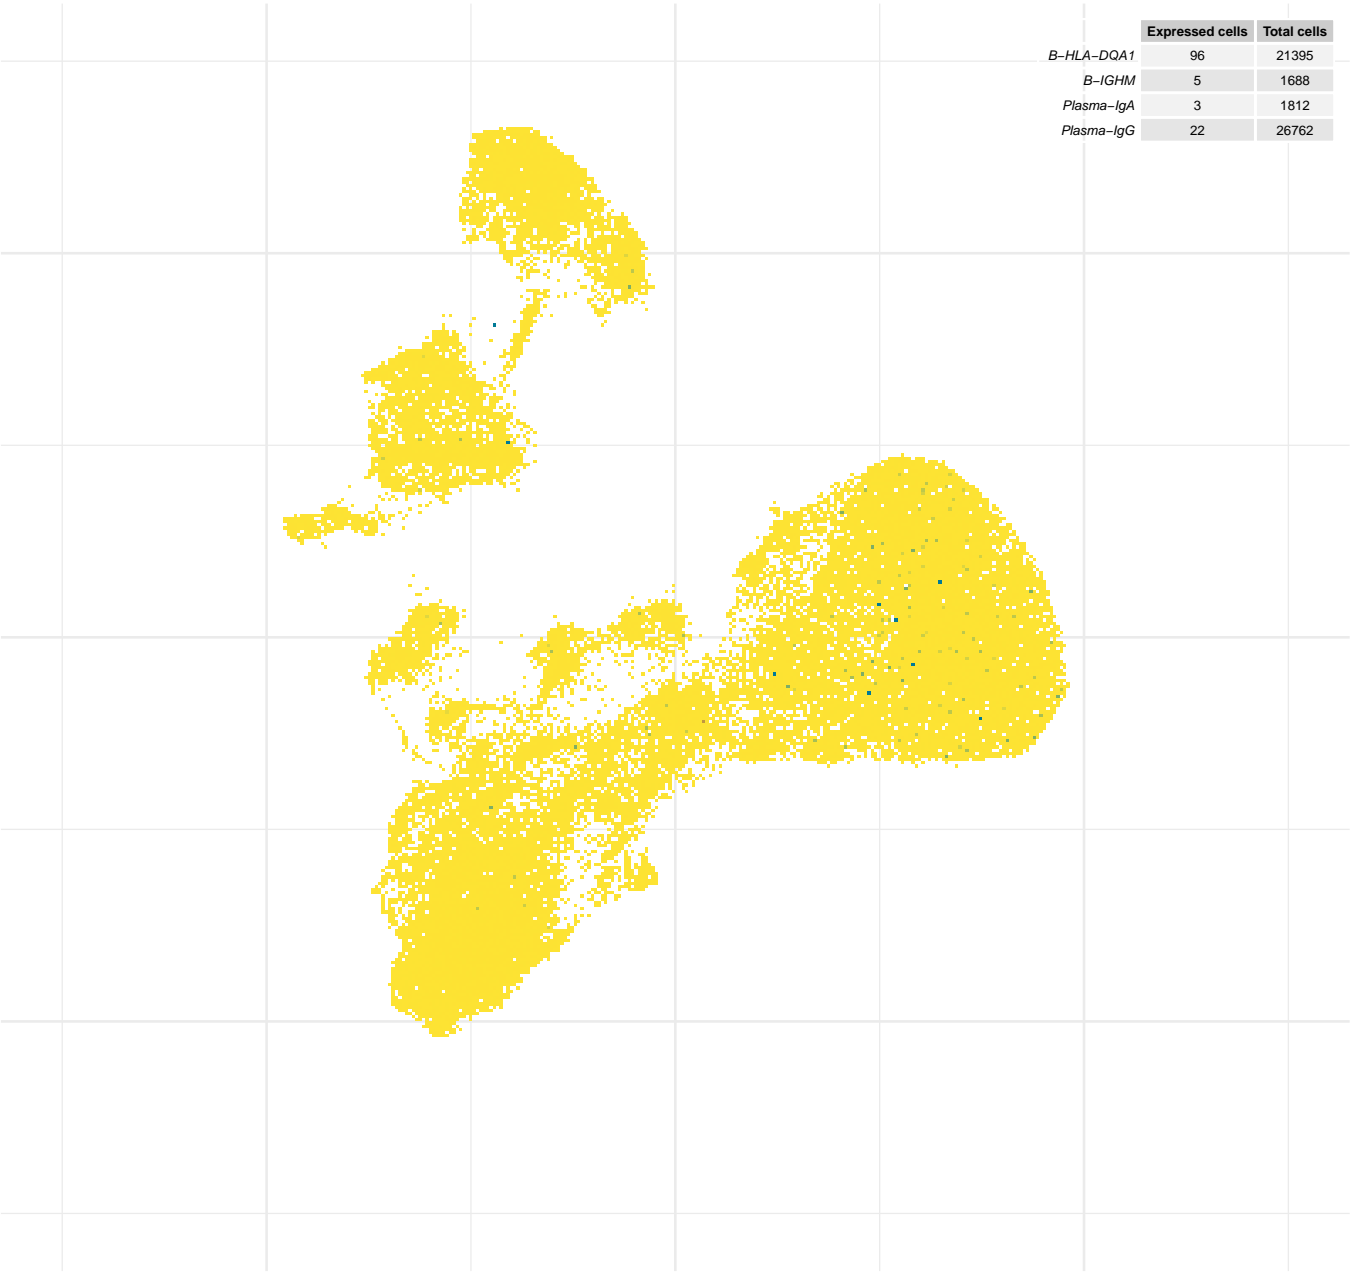 Expressed cells Total cells
B−HLA−DQA1 96 21395
B−IGHM 5 1688
Plasma−IgA 3 1812
Plasma−IgG 22 26762